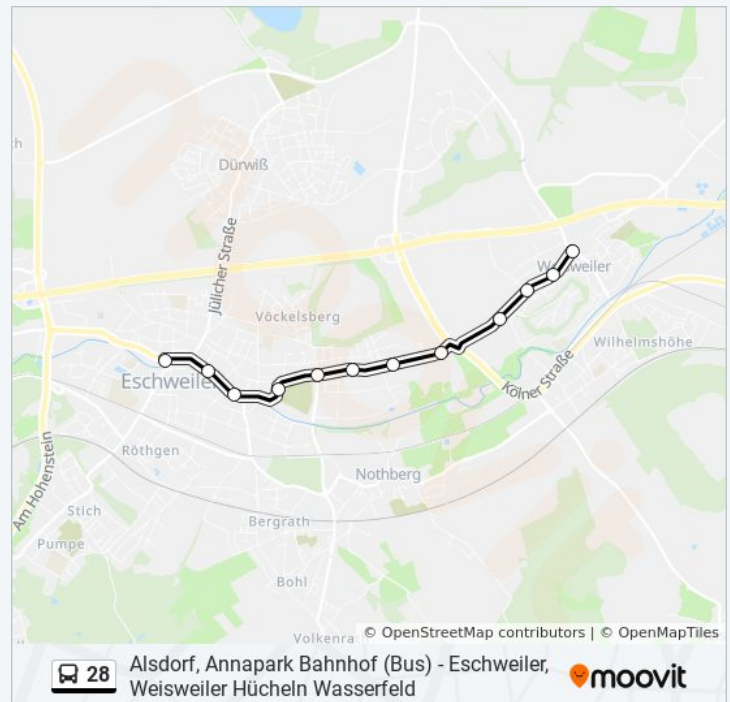 Dürwiß
Jülicher Straße
Vöckelsberg
Weisweiler
Wilhelmshöhe
Eschweiler
Kölner Straße
Röthgen
Nothberg
Am Hohenstein
Stich
Bergrath
Pumpe
Bohl
Volkenra
© OpenStreetMap contributors | © OpenMapTiles
28
Alsdorf, Annapark Bahnhof (Bus) - Eschweiler,
Weisweiler Hücheln Wasserfeld
moovit